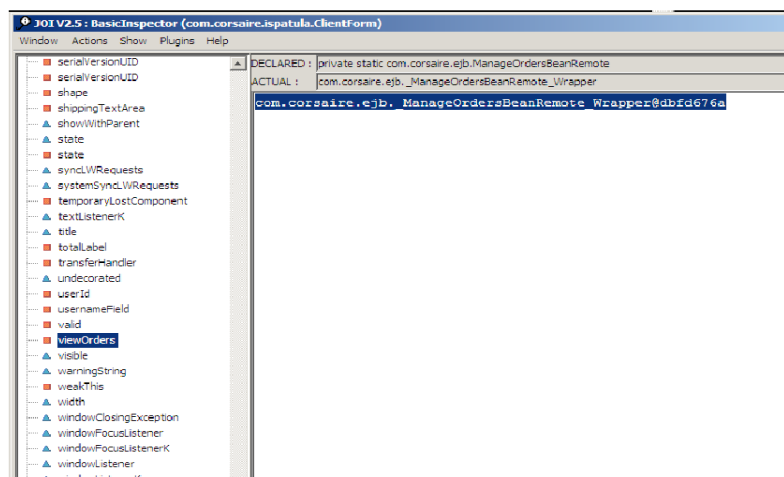 JOI V2.5 : BasicInspector (com.corsaire.ispatula.ClientForm)
Window Actions Show Plugins Help
serialVersionUID
serialVersionUID
shape
shippingTextArea
showWithParent
state
state
syncLWRequests
systemSyncLWRequests
temporaryLostComponent
textListenerK
title
totalLabel
transferHandler
undecorated
userId
usernameField
valid
viewOrders
visible
warningString
weakThis
width
windowClosingException
windowFocusListener
windowFocusListenerK
windowListener
DECLARED : private static com.corsaire.ejb.ManageOrdersBeanRemote
ACTUAL : com.corsaire.ejb._ManageOrdersBeanRemote_Wrapper
com.corsaire.ejb._ManageOrdersBeanRemote_Wrapper@dbfd676a